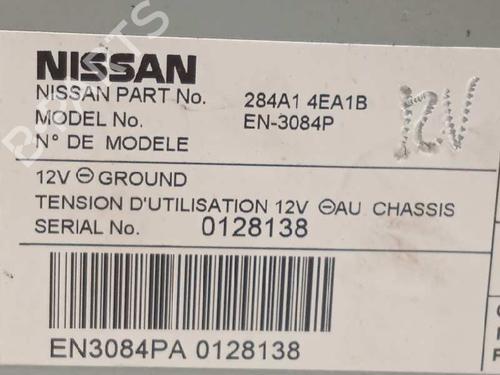 NISSAN
NISSAN PART No. 284A1 4EA1B
MODEL No. EN-3084P
N° DE MODELE
12V ⊖ GROUND
TENSION D'UTILISATION 12V ⊖AU CHASSIS
SERIAL No. 0128138
EN3084PA 0128138